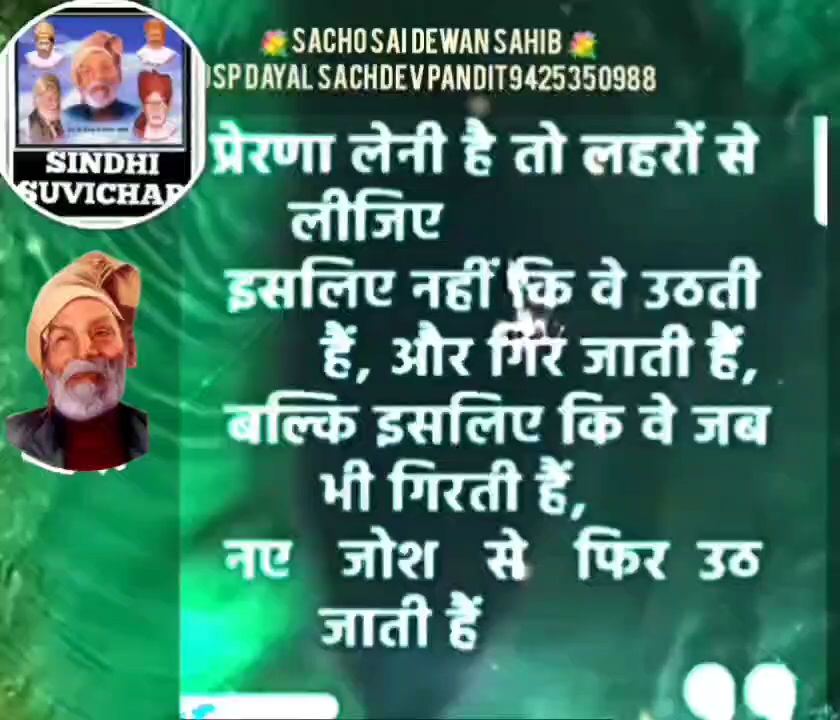 SACHO SAI DEWAN SAHIB
SP DAYAL SACHDEV PANDIT 9425350988
SINDHI
SUVICHAR
प्रेरणा लेनी है तो लहरों से
लीजिए
इसलिए नहीं कि वे उठती
हैं, और गिर जाती हैं,
बल्कि इसलिए कि वे जब
भी गिरती हैं,
नए जोश से फिर उठ
जाती हैं